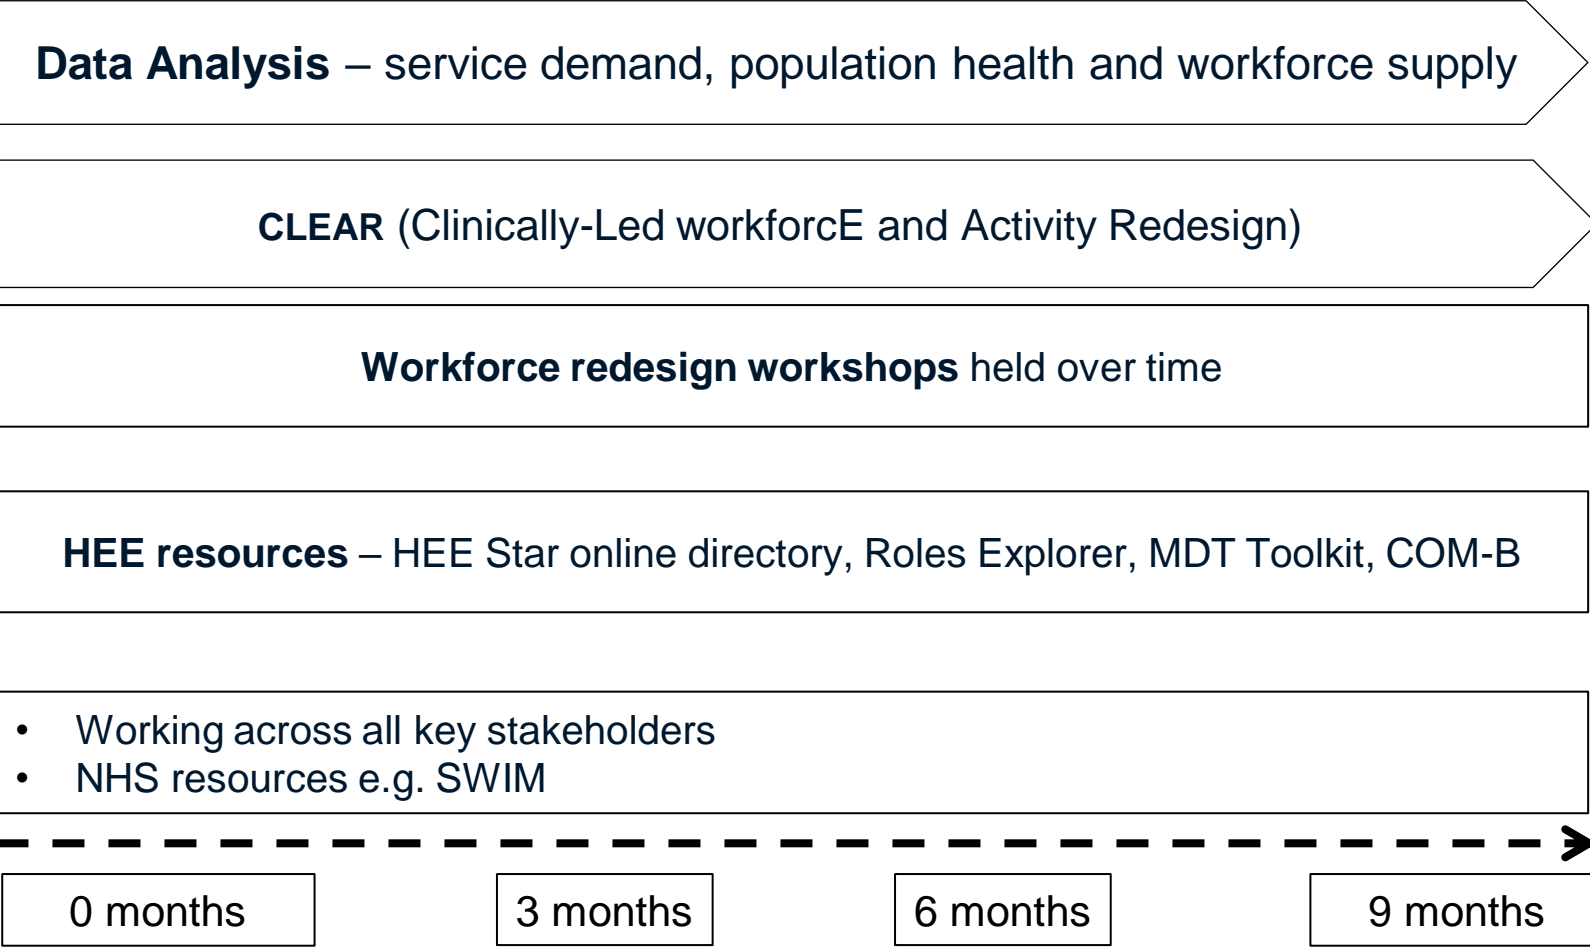 Data Analysis – service demand, population health and workforce supply
CLEAR (Clinically-Led workforcE and Activity Redesign)
Workforce redesign workshops held over time
HEE resources – HEE Star online directory, Roles Explorer, MDT Toolkit, COM-B
• Working across all key stakeholders
• NHS resources e.g. SWIM
0 months
3 months
6 months
9 months